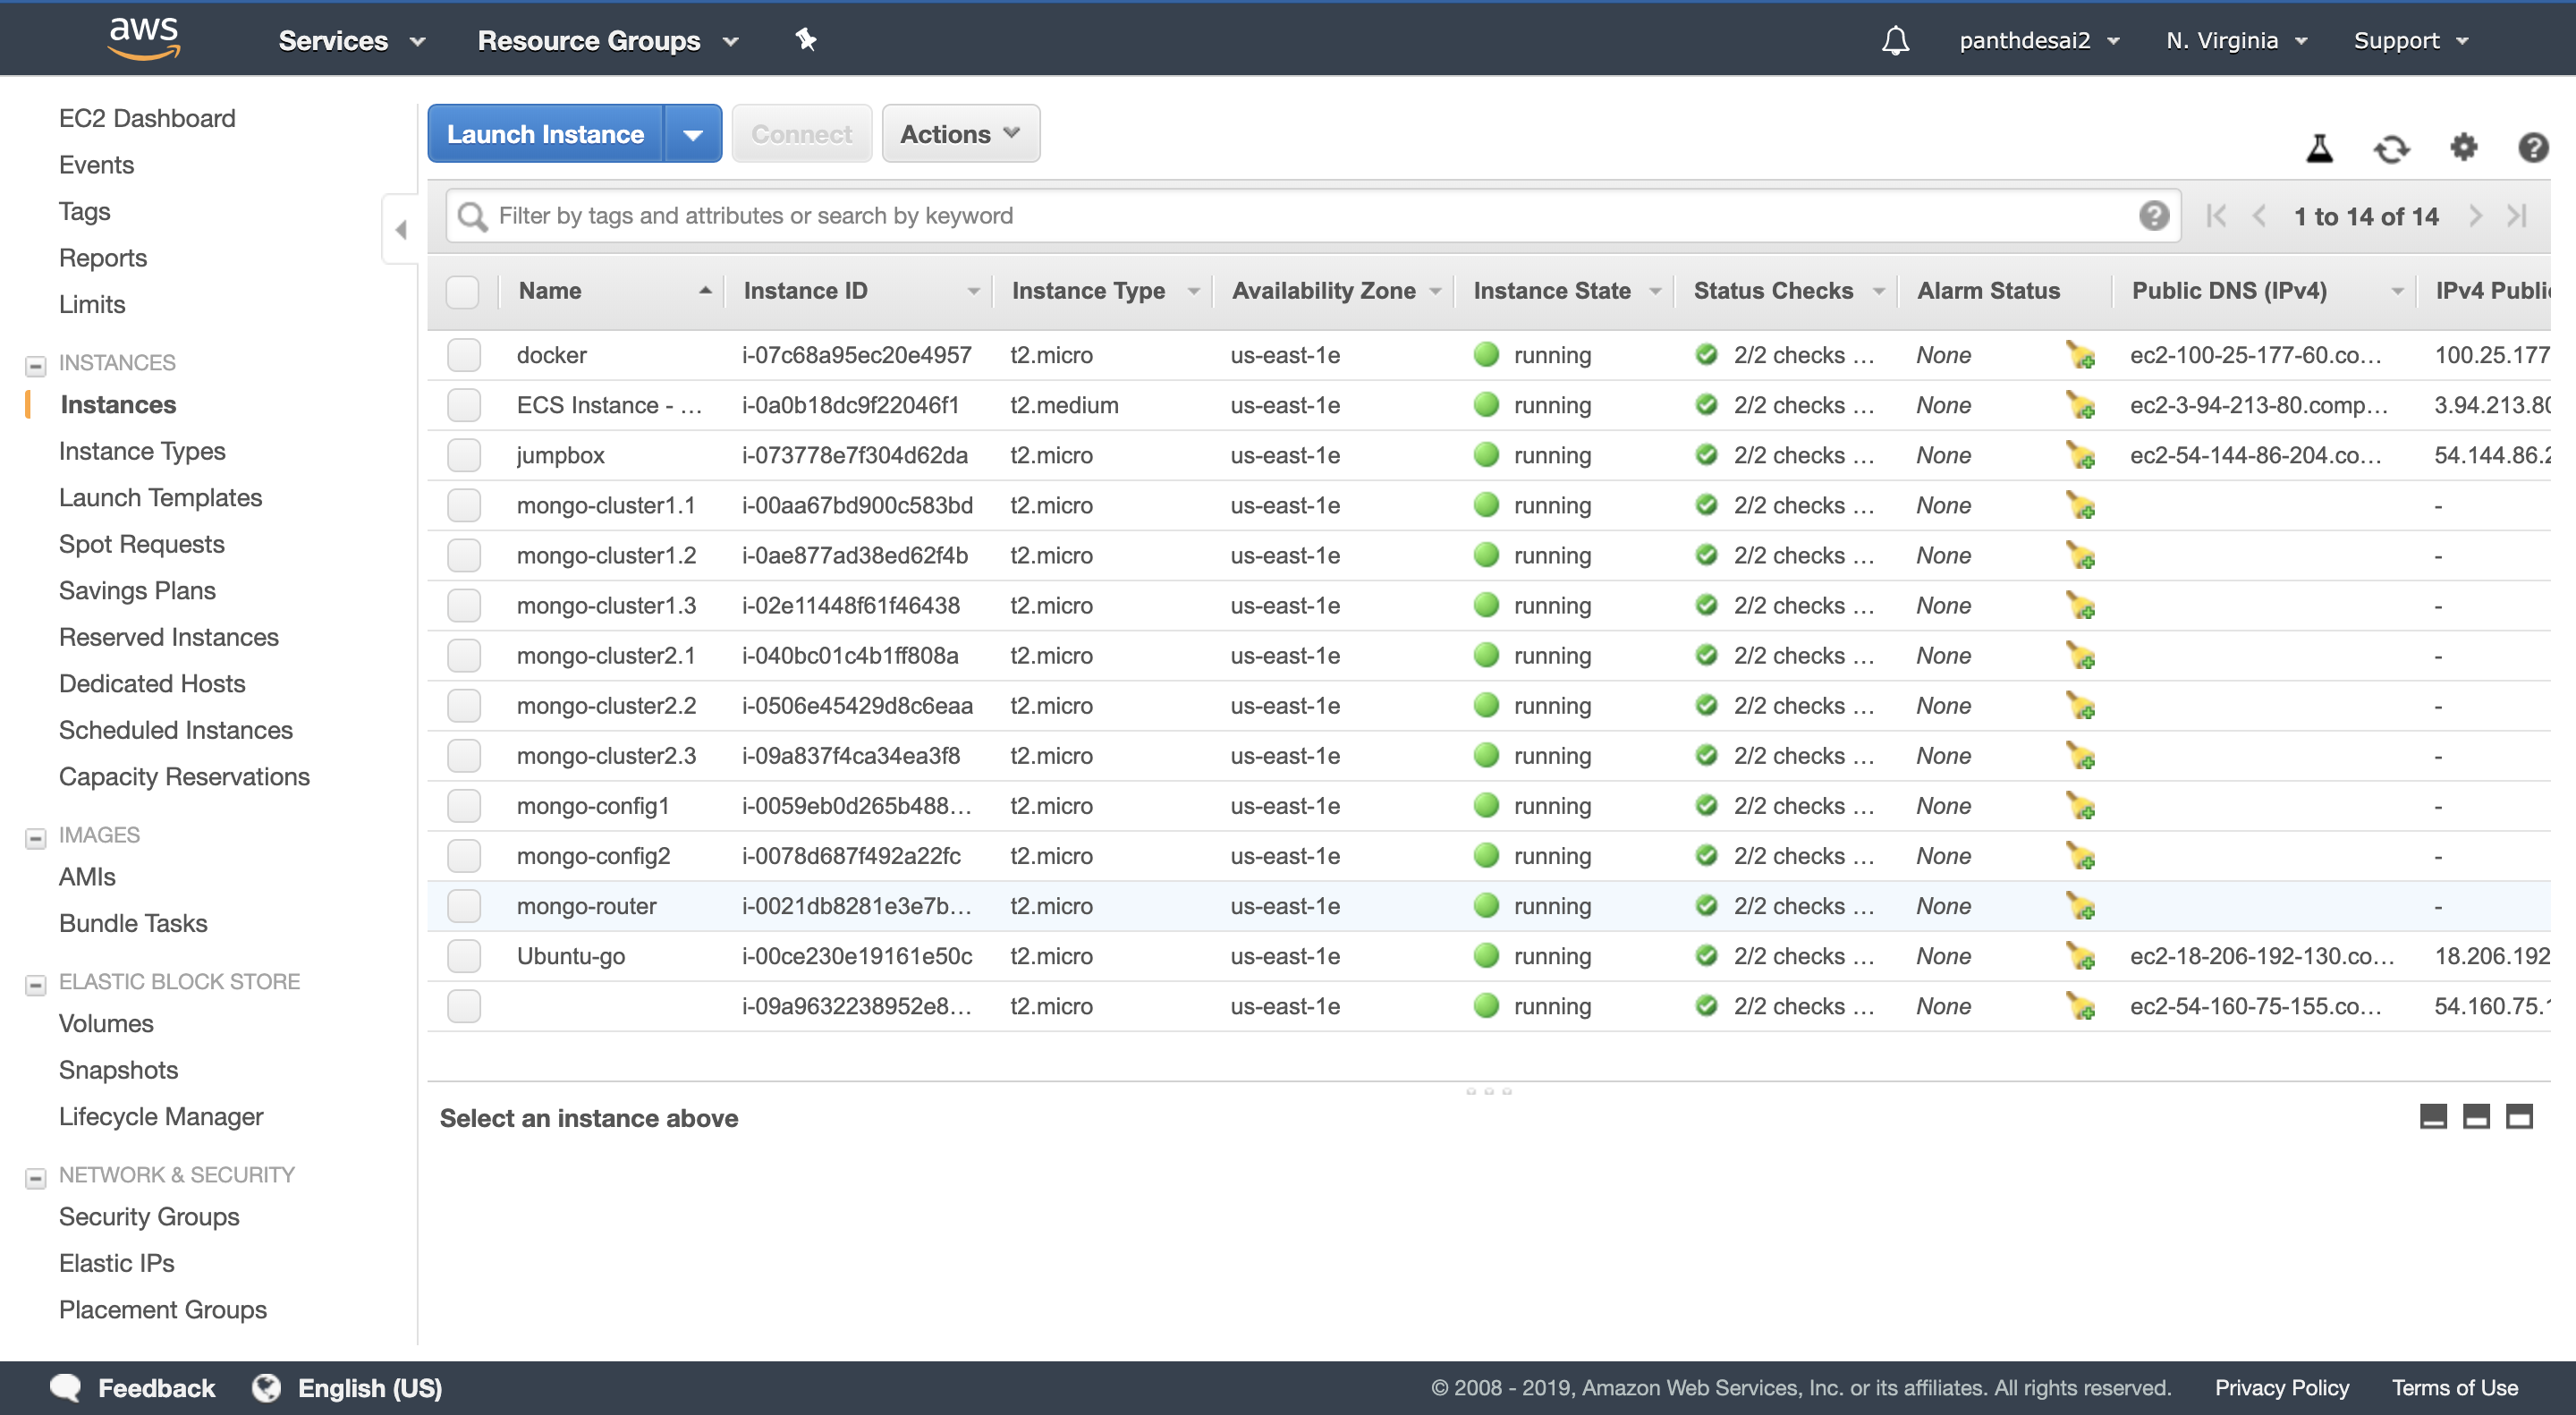 aws Services Resource Groups panthdesai2 N. Virginia Support
EC2 Dashboard
Events
Tags
Reports
Limits
INSTANCES
Instances
Instance Types
Launch Templates
Spot Requests
Savings Plans
Reserved Instances
Dedicated Hosts
Scheduled Instances
Capacity Reservations
IMAGES
AMIs
Bundle Tasks
ELASTIC BLOCK STORE
Volumes
Snapshots
Lifecycle Manager
NETWORK & SECURITY
Security Groups
Elastic IPs
Placement Groups
Launch Instance Connect Actions
Filter by tags and attributes or search by keyword 1 to 14 of 14
Name Instance ID Instance Type Availability Zone Instance State Status Checks Alarm Status Public DNS (IPv4) IPv4 Publi
docker i-07c68a95ec20e4957 t2.micro us-east-1e running 2/2 checks ... None ec2-100-25-177-60.co... 100.25.177
ECS Instance - ... i-0a0b18dc9f22046f1 t2.medium us-east-1e running 2/2 checks ... None ec2-3-94-213-80.comp... 3.94.213.80
jumpbox i-073778e7f304d62da t2.micro us-east-1e running 2/2 checks ... None ec2-54-144-86-204.co... 54.144.86.2
mongo-cluster1.1 i-00aa67bd900c583bd t2.micro us-east-1e running 2/2 checks ... None -
mongo-cluster1.2 i-0ae877ad38ed62f4b t2.micro us-east-1e running 2/2 checks ... None -
mongo-cluster1.3 i-02e11448f61f46438 t2.micro us-east-1e running 2/2 checks ... None -
mongo-cluster2.1 i-040bc01c4b1ff808a t2.micro us-east-1e running 2/2 checks ... None -
mongo-cluster2.2 i-0506e45429d8c6eaa t2.micro us-east-1e running 2/2 checks ... None -
mongo-cluster2.3 i-09a837f4ca34ea3f8 t2.micro us-east-1e running 2/2 checks ... None -
mongo-config1 i-0059eb0d265b488... t2.micro us-east-1e running 2/2 checks ... None -
mongo-config2 i-0078d687f492a22fc t2.micro us-east-1e running 2/2 checks ... None -
mongo-router i-0021db8281e3e7b... t2.micro us-east-1e running 2/2 checks ... None -
Ubuntu-go i-00ce230e19161e50c t2.micro us-east-1e running 2/2 checks ... None ec2-18-206-192-130.co... 18.206.192
i-09a9632238952e8... t2.micro us-east-1e running 2/2 checks ... None ec2-54-160-75-155.co... 54.160.75.1
Select an instance above
Feedback English (US) © 2008 - 2019, Amazon Web Services, Inc. or its affiliates. All rights reserved. Privacy Policy Terms of Use